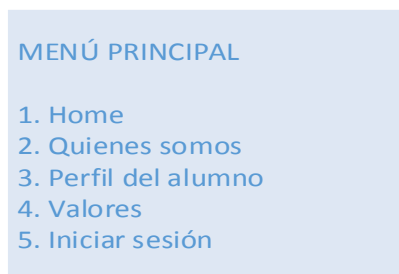 MENÚ PRINCIPAL
1. Home
2. Quienes somos
3. Perfil del alumno
4. Valores
5. Iniciar sesión